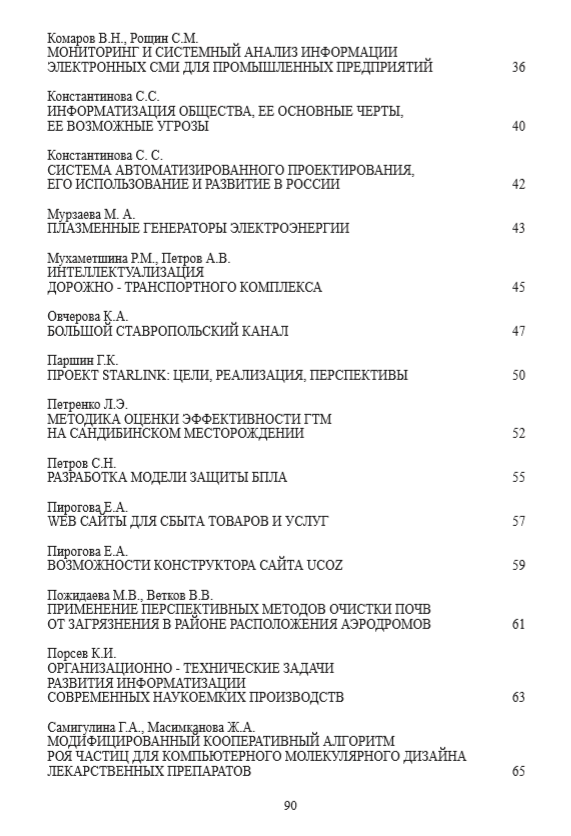 Комаров В.Н., Рощин С.М.
МОНИТОРИНГ И СИСТЕМНЫЙ АНАЛИЗ ИНФОРМАЦИИ
ЭЛЕКТРОННЫХ СМИ ДЛЯ ПРОМЫШЛЕННЫХ ПРЕДПРИЯТИЙ 36
Константинова С.С.
ИНФОРМАТИЗАЦИЯ ОБЩЕСТВА, ЕЕ ОСНОВНЫЕ ЧЕРТЫ,
ЕЕ ВОЗМОЖНЫЕ УГРОЗЫ 40
Константинова С. С.
СИСТЕМА АВТОМАТИЗИРОВАННОГО ПРОЕКТИРОВАНИЯ,
ЕГО ИСПОЛЬЗОВАНИЕ И РАЗВИТИЕ В РОССИИ 42
Мурзаева М. А.
ПЛАЗМЕННЫЕ ГЕНЕРАТОРЫ ЭЛЕКТРОЭНЕРГИИ 43
Мухаметшина Р.М., Петров А.В.
ИНТЕЛЛЕКТУАЛИЗАЦИЯ
ДОРОЖНО - ТРАНСПОРТНОГО КОМПЛЕКСА 45
Овчерова К.А.
БОЛЬШОЙ СТАВРОПОЛЬСКИЙ КАНАЛ 47
Паршин Г.К.
ПРОЕКТ STARLINK: ЦЕЛИ, РЕАЛИЗАЦИЯ, ПЕРСПЕКТИВЫ 50
Петренко Л.Э.
МЕТОДИКА ОЦЕНКИ ЭФФЕКТИВНОСТИ ГТМ
НА САНДИБИНСКОМ МЕСТОРОЖДЕНИИ 52
Петров С.Н.
РАЗРАБОТКА МОДЕЛИ ЗАЩИТЫ БПЛА 55
Пирогова Е.А.
WEB САЙТЫ ДЛЯ СБЫТА ТОВАРОВ И УСЛУГ 57
Пирогова Е.А.
ВОЗМОЖНОСТИ КОНСТРУКТОРА САЙТА UCOZ 59
Пожидаева М.В., Ветков В.В.
ПРИМЕНЕНИЕ ПЕРСПЕКТИВНЫХ МЕТОДОВ ОЧИСТКИ ПОЧВ
ОТ ЗАГРЯЗНЕНИЯ В РАЙОНЕ РАСПОЛОЖЕНИЯ АЭРОДРОМОВ 61
Порсев К.И.
ОРГАНИЗАЦИОННО - ТЕХНИЧЕСКИЕ ЗАДАЧИ
РАЗВИТИЯ ИНФОРМАТИЗАЦИИ
СОВРЕМЕННЫХ НАУКОЕМКИХ ПРОИЗВОДСТВ 63
Самигулина Г.А., Масимканова Ж.А.
МОДИФИЦИРОВАННЫЙ КООПЕРАТИВНЫЙ АЛГОРИТМ
РОЯ ЧАСТИЦ ДЛЯ КОМПЬЮТЕРНОГО МОЛЕКУЛЯРНОГО ДИЗАЙНА
ЛЕКАРСТВЕННЫХ ПРЕПАРАТОВ 65
90